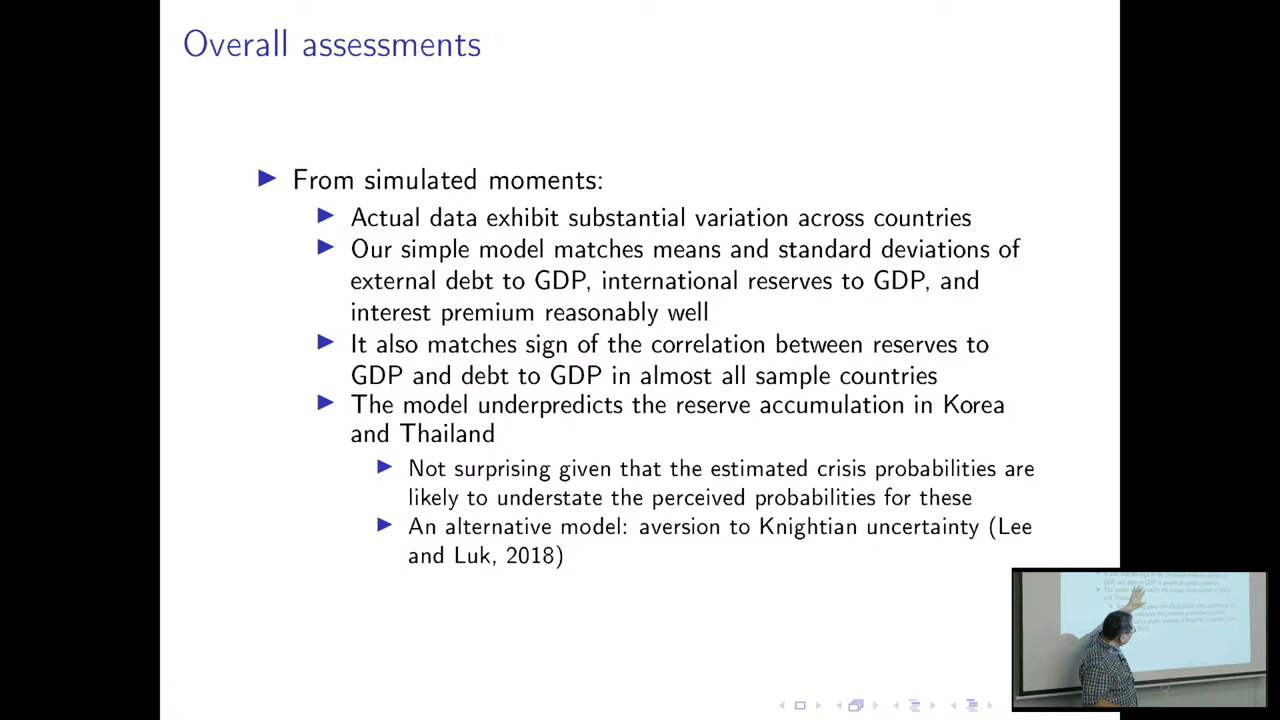 Overall assessments
From simulated moments:
Actual data exhibit substantial variation across countries
Our simple model matches means and standard deviations of
external debt to GDP, international reserves to GDP, and
interest premium reasonably well
It also matches sign of the correlation between reserves to
GDP and debt to GDP in almost all sample countries
The model underpredicts the reserve accumulation in Korea
and Thailand
Not surprising given that the estimated crisis probabilities are
likely to understate the perceived probabilities for these
An alternative model: aversion to Knightian uncertainty (Lee
and Luk, 2018)